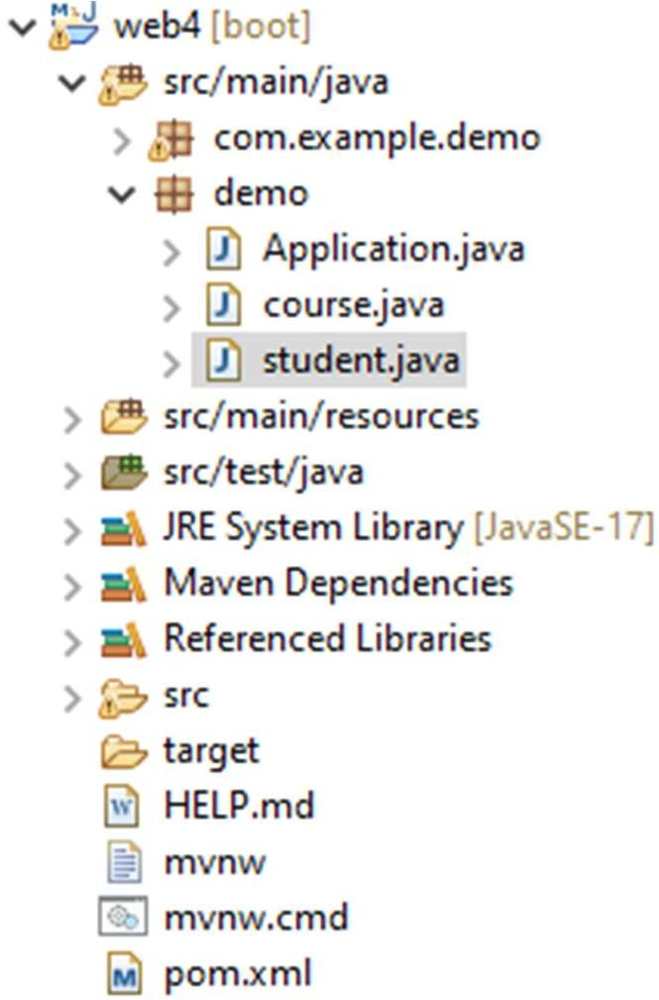 web4 [boot]
src/main/java
com.example.demo
demo
Application.java
course.java
student.java
src/main/resources
src/test/java
JRE System Library [JavaSE-17]
Maven Dependencies
Referenced Libraries
src
target
HELP.md
mvnw
mvnw.cmd
pom.xml